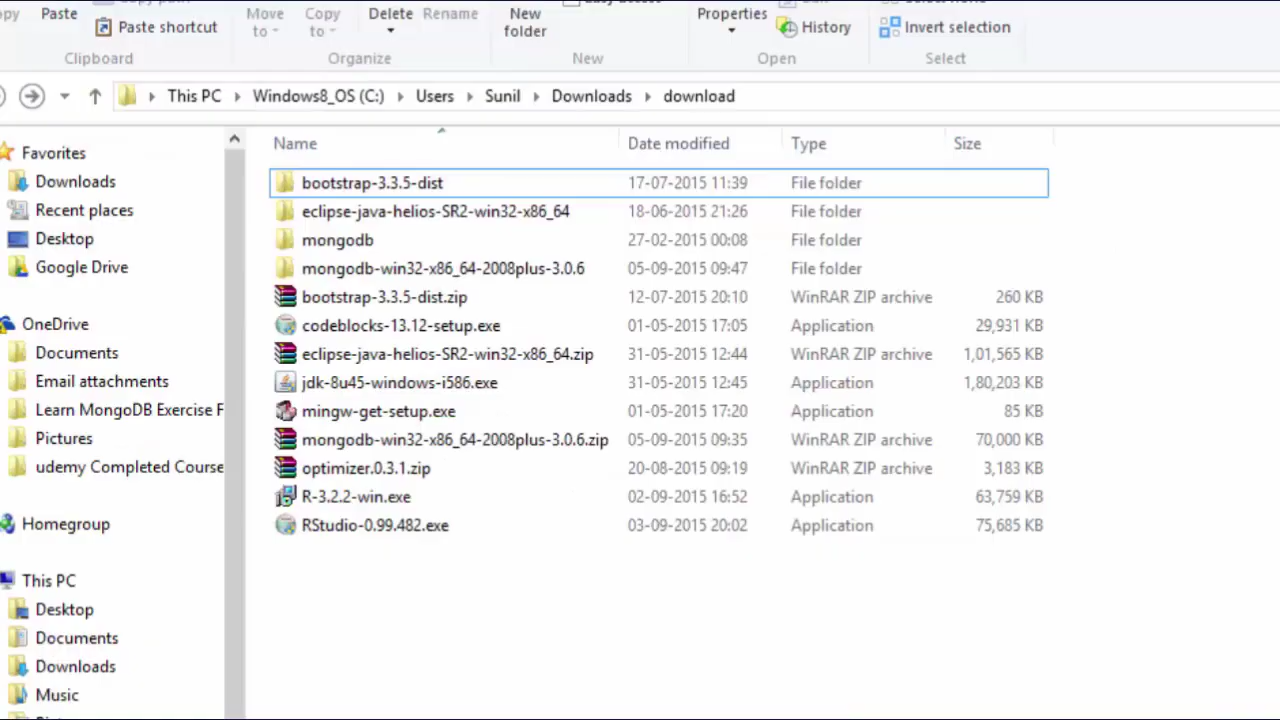 Paste
Paste shortcut
Clipboard
Move
to
Copy
to
Delete
Rename
Organize
New
folder
New
Properties
History
Open
Invert selection
Select
This PC
Windows8_OS (C:)
Users
Sunil
Downloads
download
Favorites
Downloads
Recent places
Desktop
Google Drive
OneDrive
Documents
Email attachments
Learn MongoDB Exercise F
Pictures
udemy Completed Course
Homegroup
This PC
Desktop
Documents
Downloads
Music
Name Date modified Type Size
bootstrap-3.3.5-dist 17-07-2015 11:39 File folder
eclipse-java-helios-SR2-win32-x86_64 18-06-2015 21:26 File folder
mongodb 27-02-2015 00:08 File folder
mongodb-win32-x86_64-2008plus-3.0.6 05-09-2015 09:47 File folder
bootstrap-3.3.5-dist.zip 12-07-2015 20:10 WinRAR ZIP archive 260 KB
codeblocks-13.12-setup.exe 01-05-2015 17:05 Application 29,931 KB
eclipse-java-helios-SR2-win32-x86_64.zip 31-05-2015 12:44 WinRAR ZIP archive 1,01,565 KB
jdk-8u45-windows-i586.exe 31-05-2015 12:45 Application 1,80,203 KB
mingw-get-setup.exe 01-05-2015 17:20 Application 85 KB
mongodb-win32-x86_64-2008plus-3.0.6.zip 05-09-2015 09:35 WinRAR ZIP archive 70,000 KB
optimizer.0.3.1.zip 20-08-2015 09:19 WinRAR ZIP archive 3,183 KB
R-3.2.2-win.exe 02-09-2015 16:52 Application 63,759 KB
RStudio-0.99.482.exe 03-09-2015 20:02 Application 75,685 KB